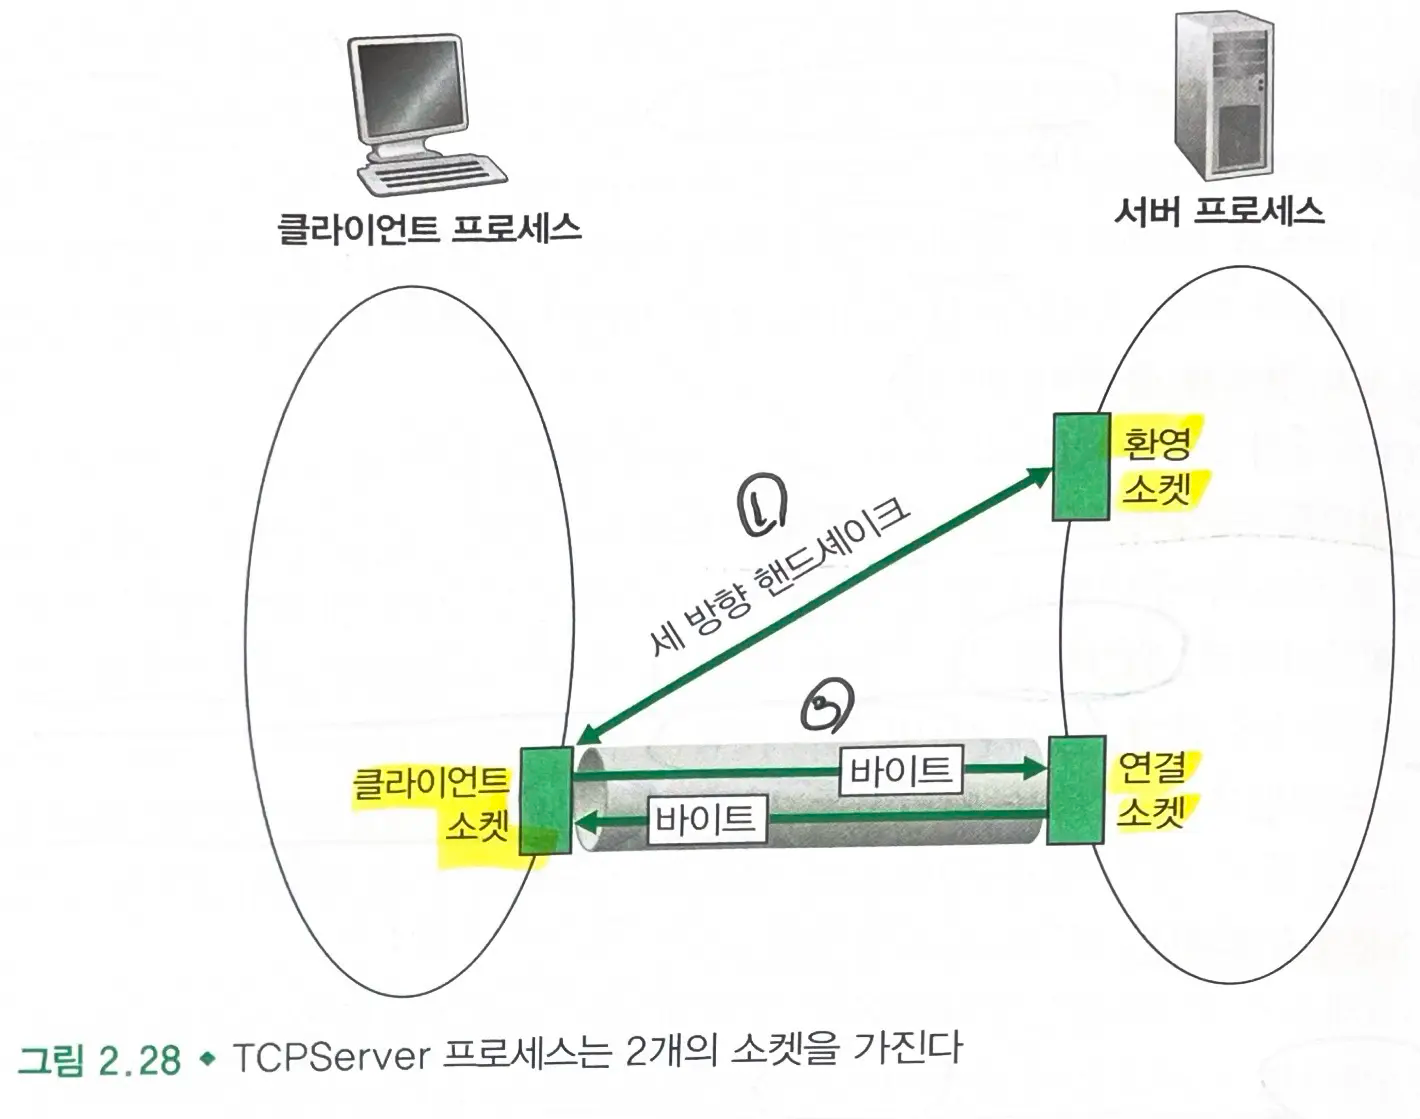 클라이언트 프로세스
서버 프로세스
환영
소켓
①
세 방향 핸드셰이크
②
바이트
바이트
클라이언트
소켓
연결
소켓
그림 2.28 ◆ TCPServer 프로세스는 2개의 소켓을 가진다